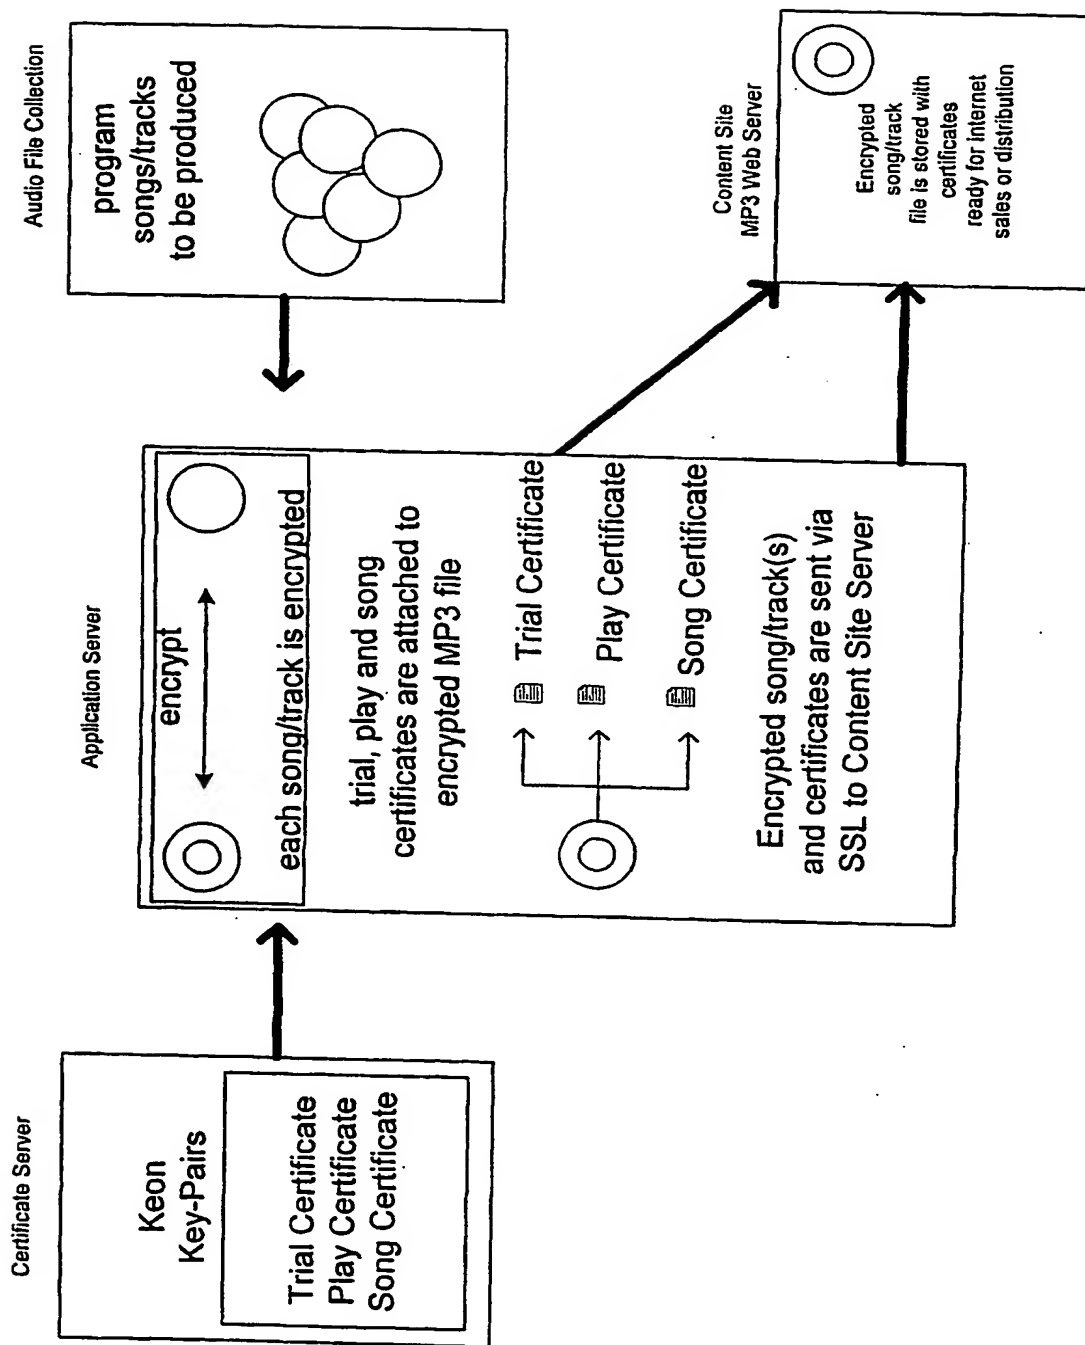 Certificate Server
Keon
Key-Pairs
Trial Certificate
Play Certificate
Song Certificate
Application Server
encrypt
each song/track is encrypted
trial, play and song
certificates are attached to
encrypted MP3 file
Trial Certificate
Play Certificate
Song Certificate
Encrypted song/track(s)
and certificates are sent via
SSL to Content Site Server
Audio File Collection
program
songs/tracks
to be produced
Content Site
MP3 Web Server
Encrypted
song/track
file is stored with
certificates
ready for Internet
sales or distribution